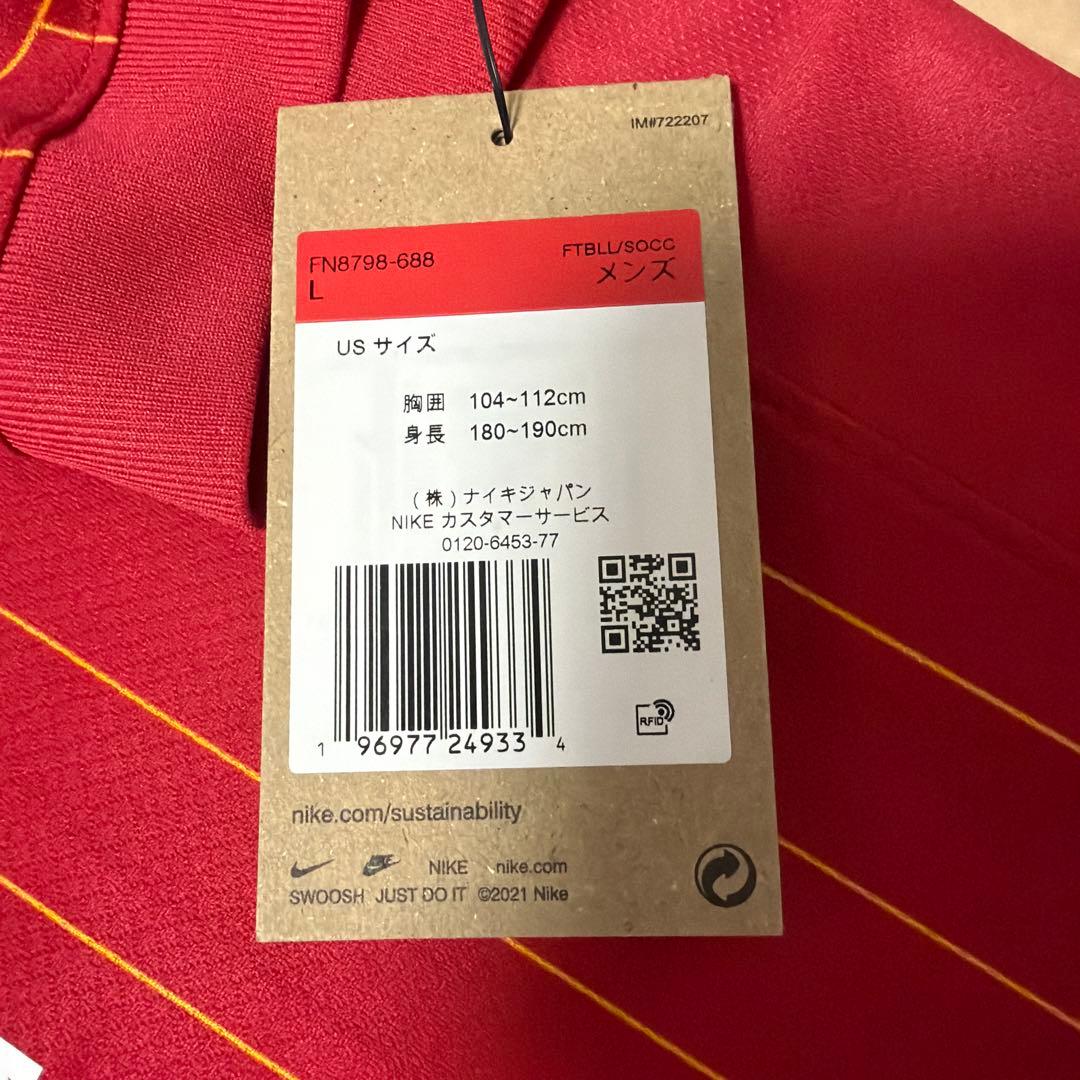 IM#722207
FN8798-688
L
FTBLL/SOCC
メンズ
US サイズ
胸囲 104~112cm
身長 180~190cm
(株)ナイキジャパン
NIKE カスタマーサービス
0120-6453-77
RFID
1 96977 24933 4
nike.com/sustainability
NIKE nike.com
SWOOSH JUST DO IT ©2021 Nike